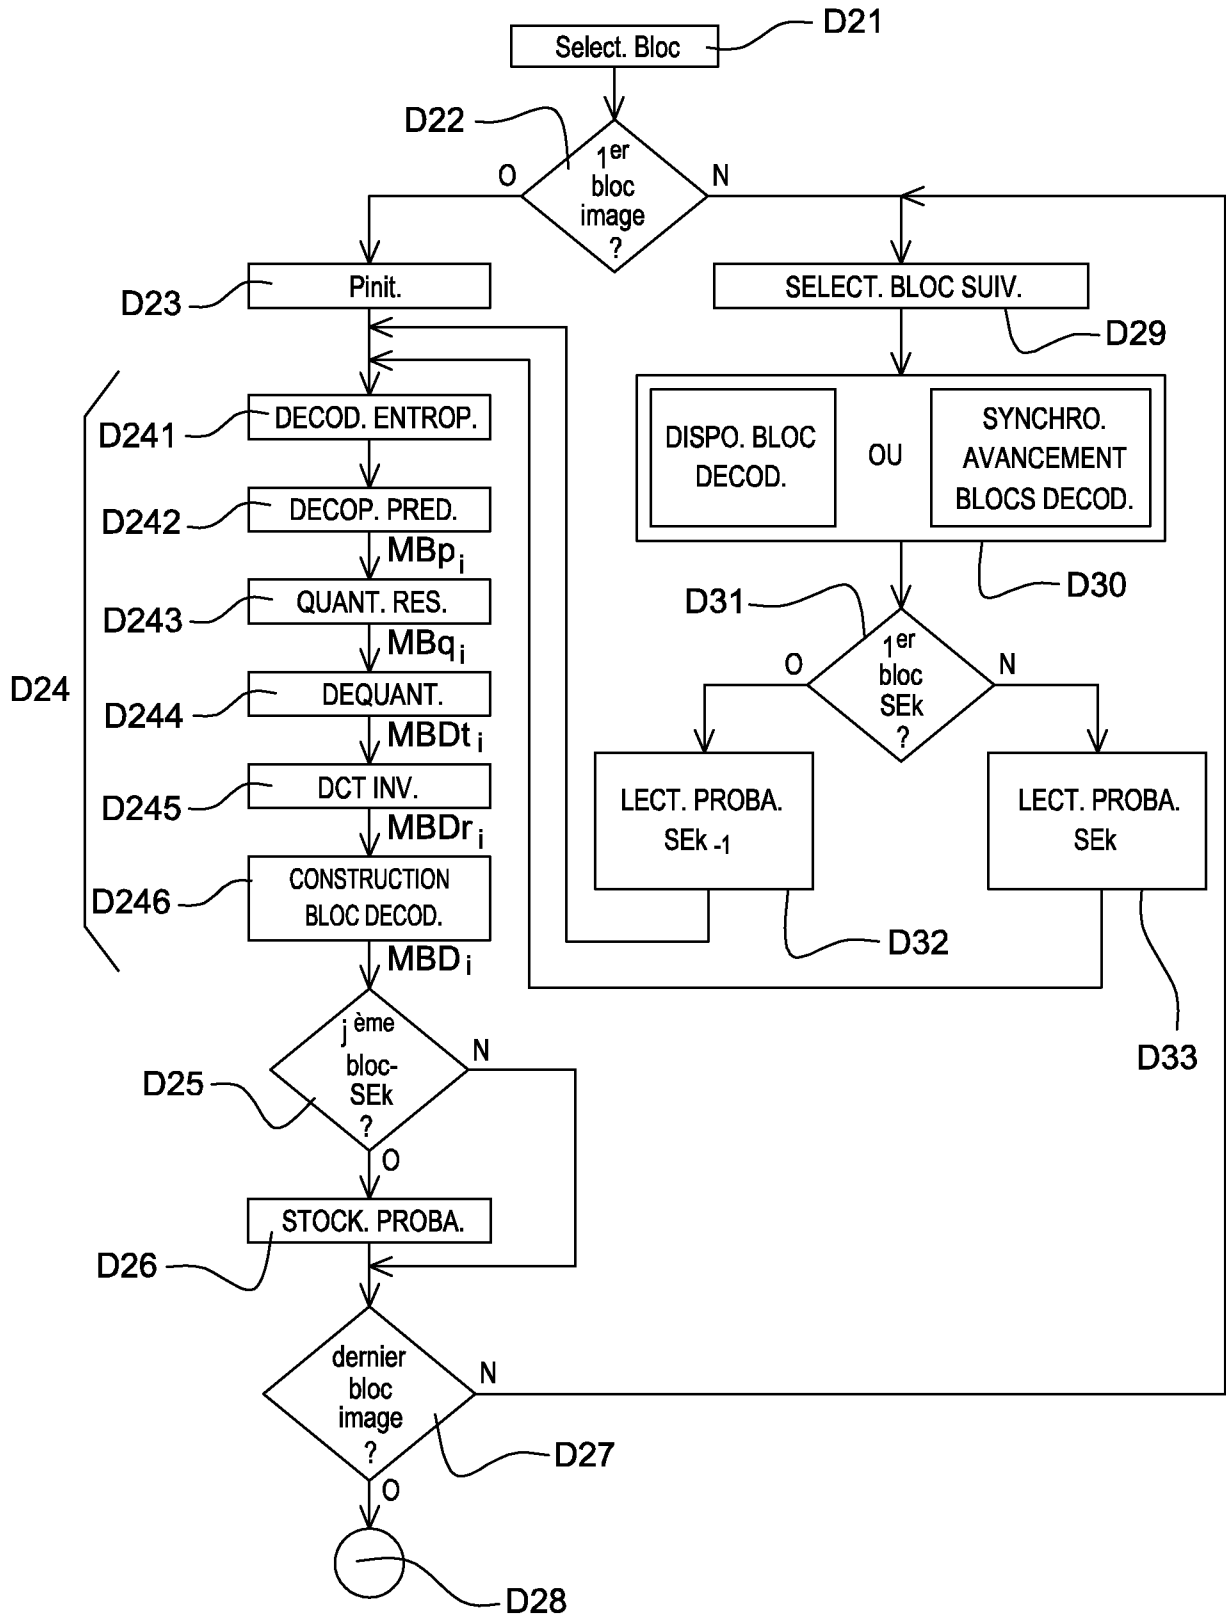 D21
Select. Bloc
D22
1er
bloc
image
?
O
N
D23
Pinit.
SELECT. BLOC SUIV.
D29
D24
D241
DECOD. ENTROP.
DISPO. BLOC
DECOD.
OU
SYNCHRO.
AVANCEMENT
BLOCS DECOD.
D30
D242
DECOP. PRED.
MBpi
D243
QUANT. RES.
MBqi
D244
DEQUANT.
MBDti
D245
DCT INV.
MBDri
D246
CONSTRUCTION
BLOC DECOD.
MBDi
D31
1er
bloc
SEk
?
O
N
LECT. PROBA.
SEk -1
D32
LECT. PROBA.
SEk
D33
D25
jème
bloc-
SEk
?
N
O
D26
STOCK. PROBA.
dernier
bloc
image
?
N
D27
O
D28